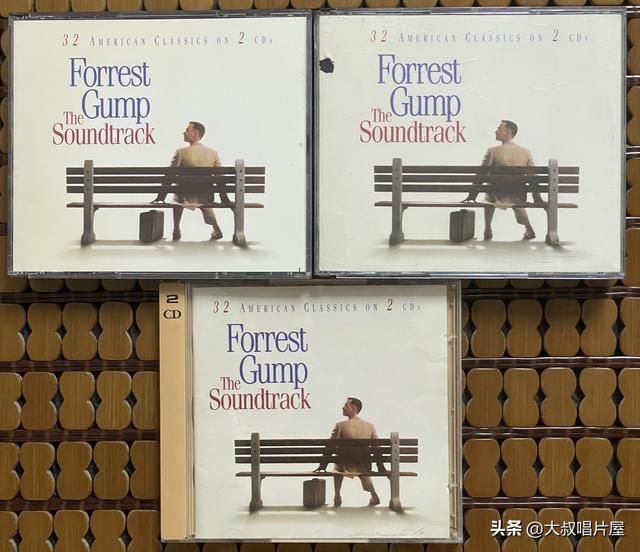 32 AMERICAN CLASSICS ON 2 CDs
Forrest
Gump
The
Soundtrack
32 AMERICAN CLASSICS ON 2 CDs
Forrest
Gump
The
Soundtrack
2
CD
32 AMERICAN CLASSICS ON 2 CDs
Forrest
Gump
The
Soundtrack
头条 @大叔唱片屋